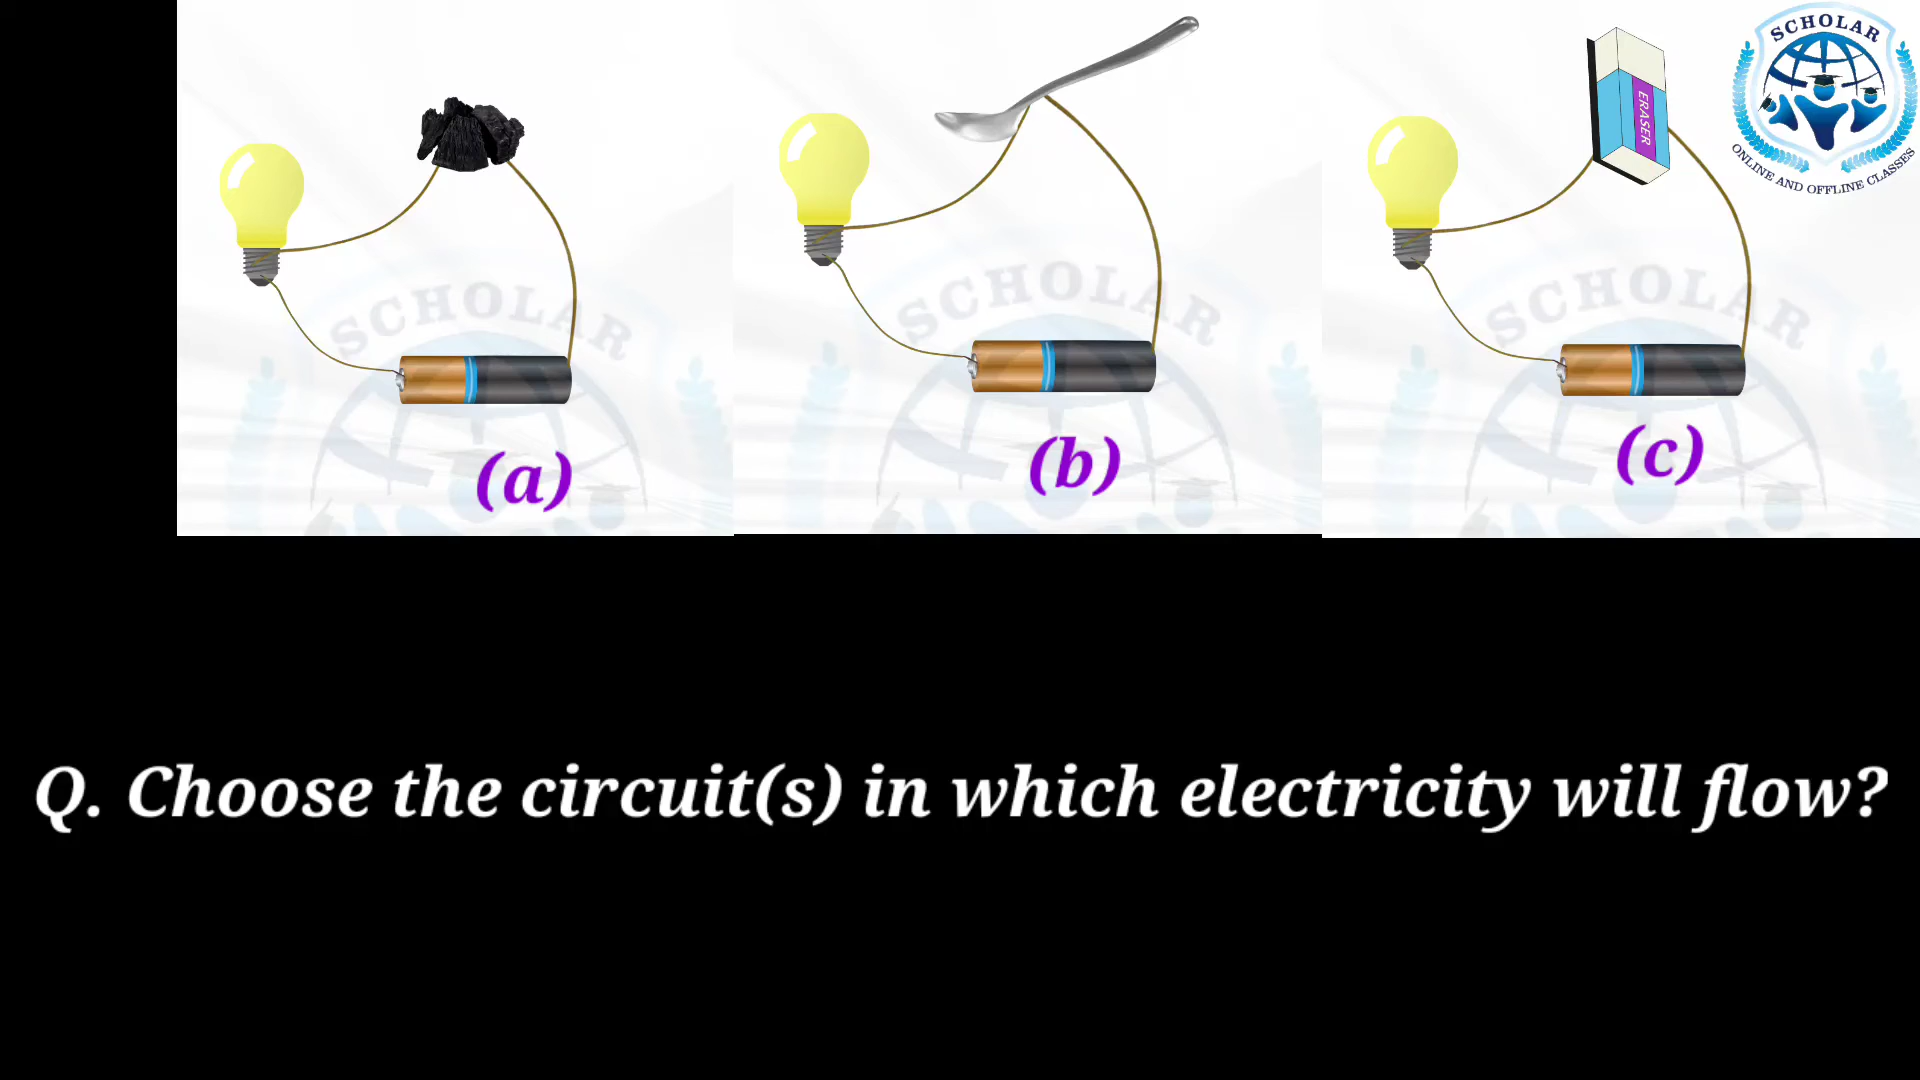 SCHOLAR
ONLINE AND OFFLINE CLASSES
ERASER
SCHOLAR
SCHOLAR
SCHOLAR
(a)
(b)
(c)
Q. Choose the circuit(s) in which electricity will flow?